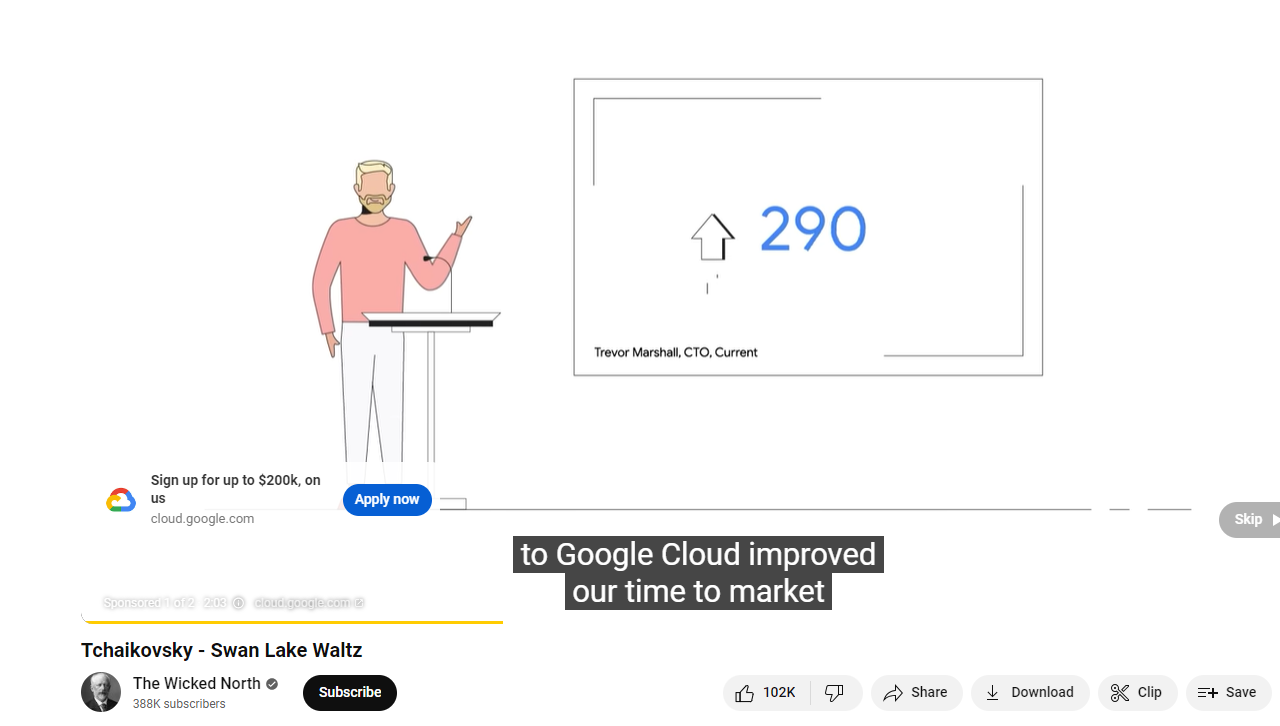 290
Trevor Marshall, CTO, Current
Sign up for up to $200k, on
us
cloud.google.com
Apply now
Skip
to Google Cloud improved
our time to market
Sponsored 1 of 2 2:03 cloud.google.com
Tchaikovsky - Swan Lake Waltz
The Wicked North
388K subscribers
Subscribe
102K
Share
Download
Clip
Save